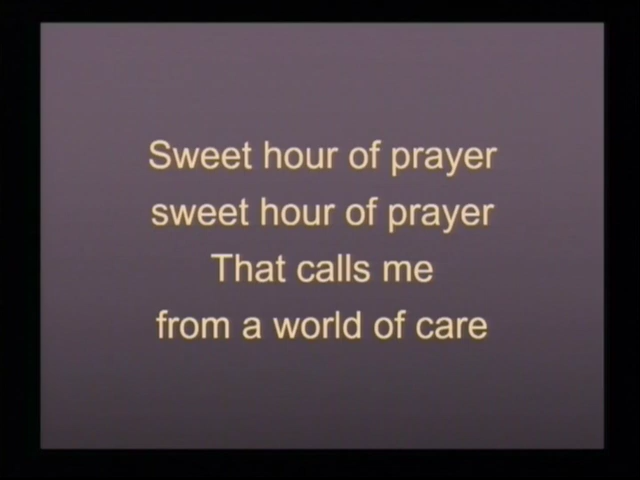 Sweet hour of prayer
sweet hour of prayer
That calls me
from a world of care